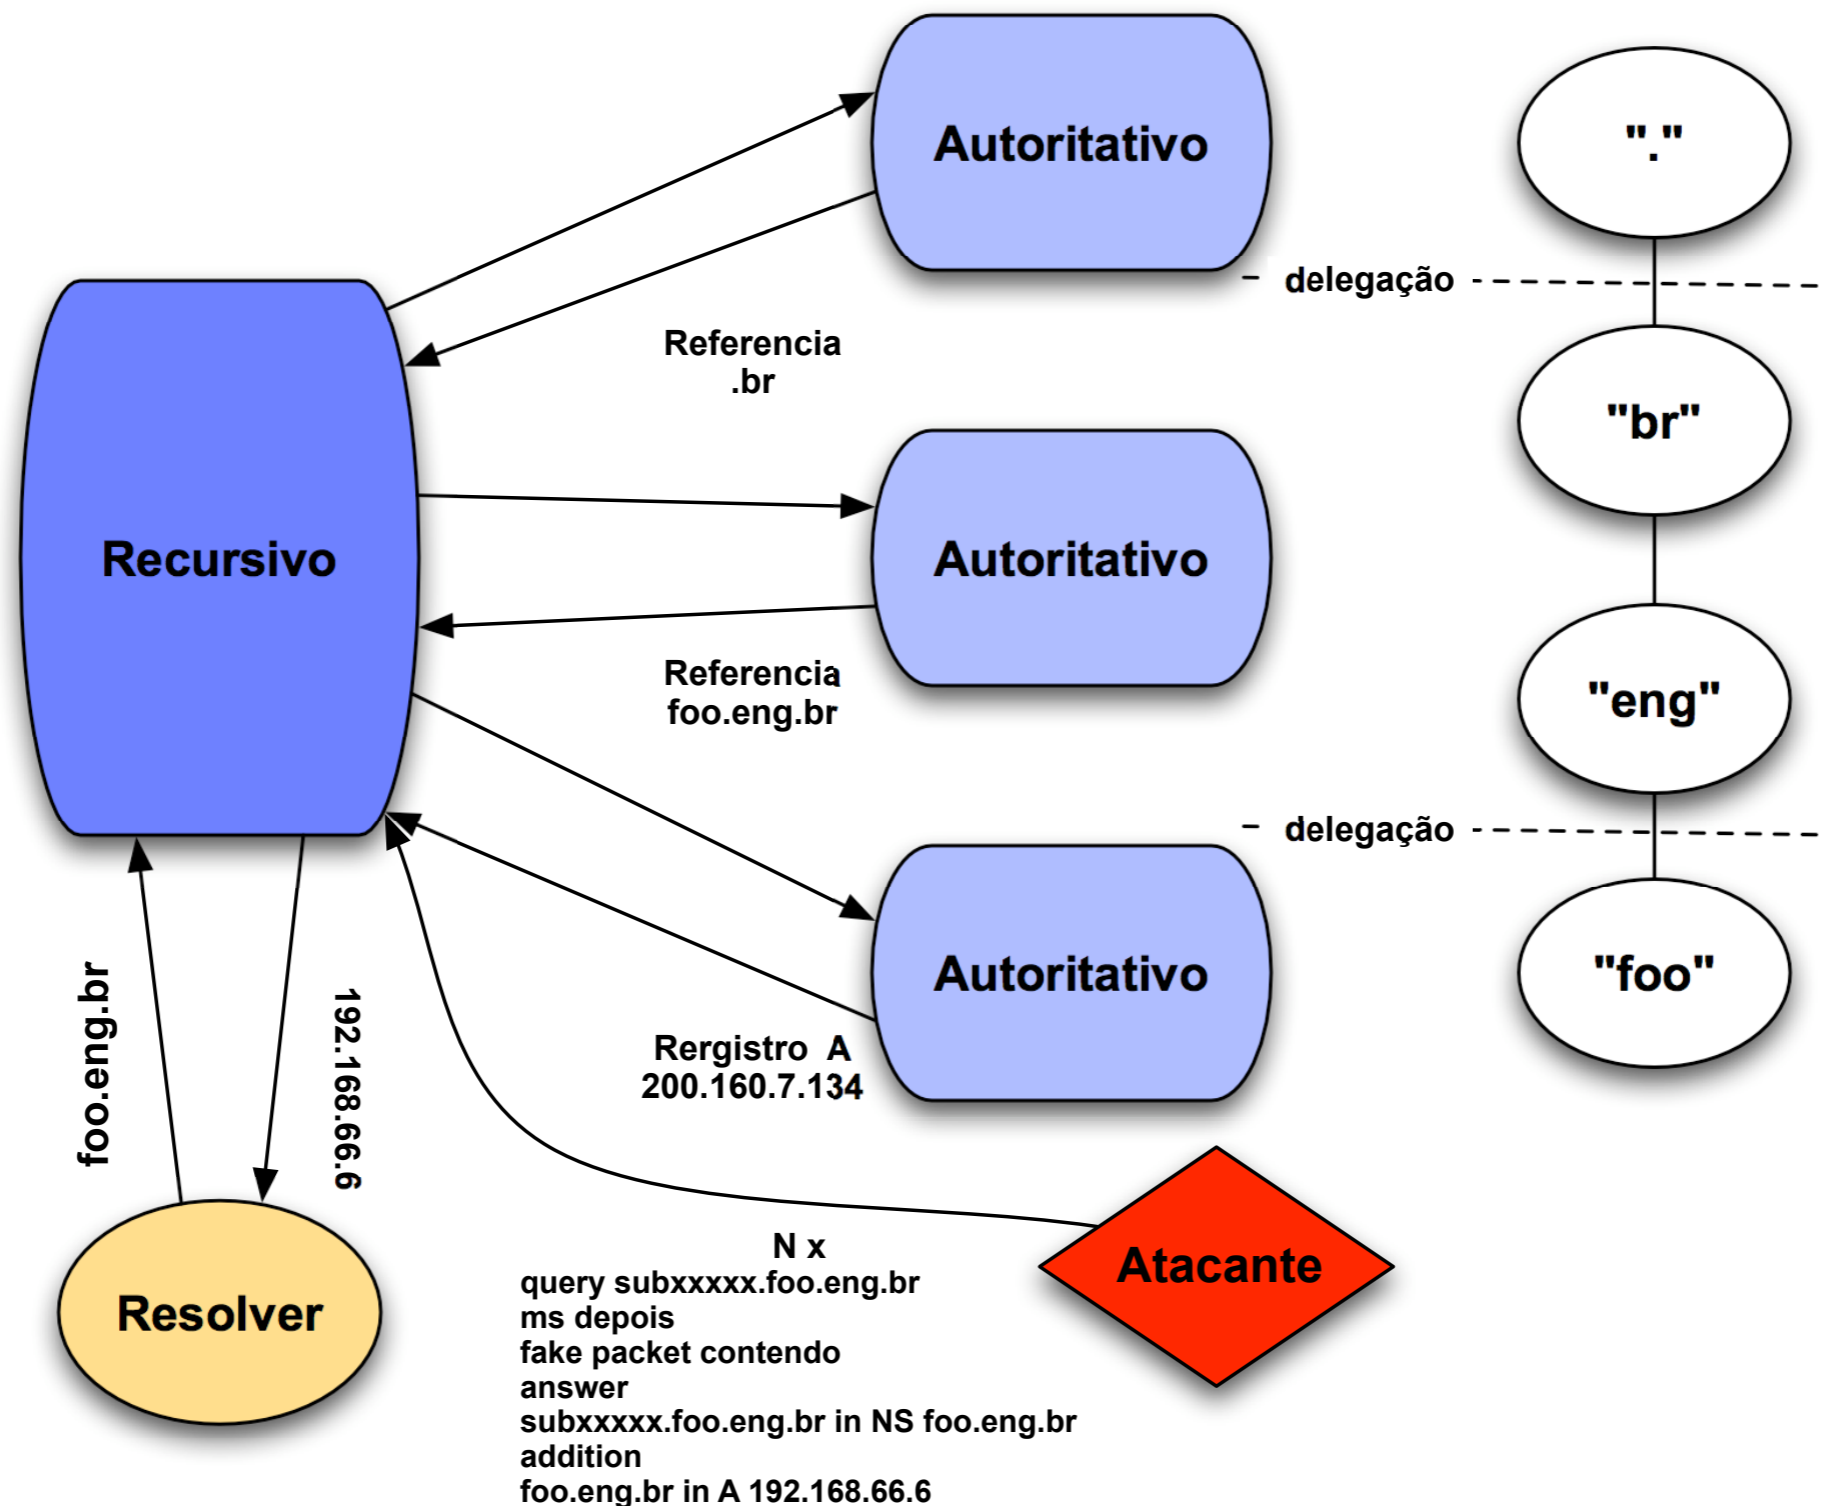 Autoritativo
"."
delegação
Referencia
.br
"br"
Recursivo
Autoritativo
Referencia
foo.eng.br
"eng"
delegação
Autoritativo
"foo"
foo.eng.br
192.168.66.6
Rergistro A
200.160.7.134
Resolver
Atacante
N x
query subxxxxx.foo.eng.br
ms depois
fake packet contendo
answer
subxxxxx.foo.eng.br in NS foo.eng.br
addition
foo.eng.br in A 192.168.66.6